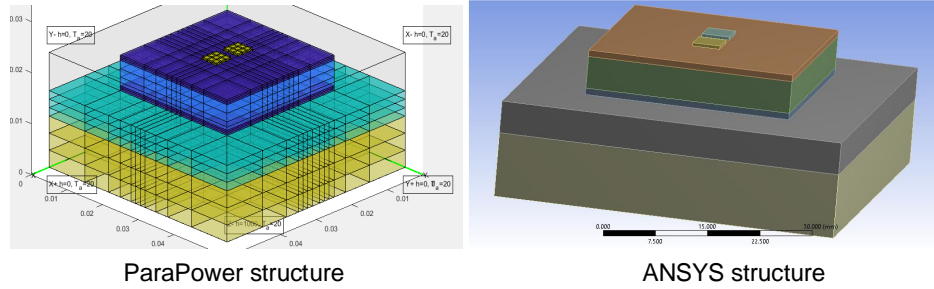 0.03
Y- h=0, T_a=20
X- h=0, T_a=20
0.02
0.01
0
X+ h=0, T_a=20
Y+ h=0, T_a=20
0
0.01
0.02
0.03
0.04
0.04
0.03
0.02
0.01
0.000
15.000
30.000 (mm)
7.500
22.500
ParaPower structure
ANSYS structure